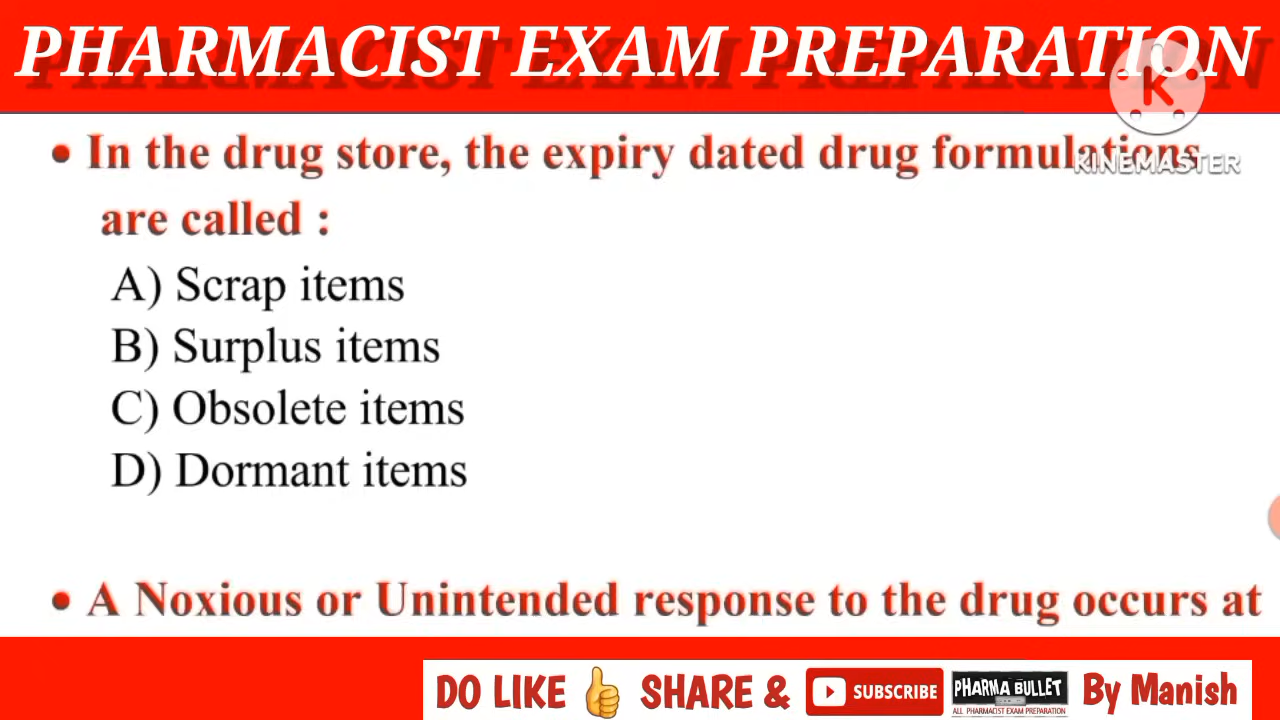 PHARMACIST EXAM PREPARATION
K
KINEMASTER
• In the drug store, the expiry dated drug formulations
are called :
A) Scrap items
B) Surplus items
C) Obsolete items
D) Dormant items
• A Noxious or Unintended response to the drug occurs at
DO LIKE 👍 SHARE & SUBSCRIBE PHARMA BULLET By Manish
ALL PHARMACIST EXAM PREPARATION